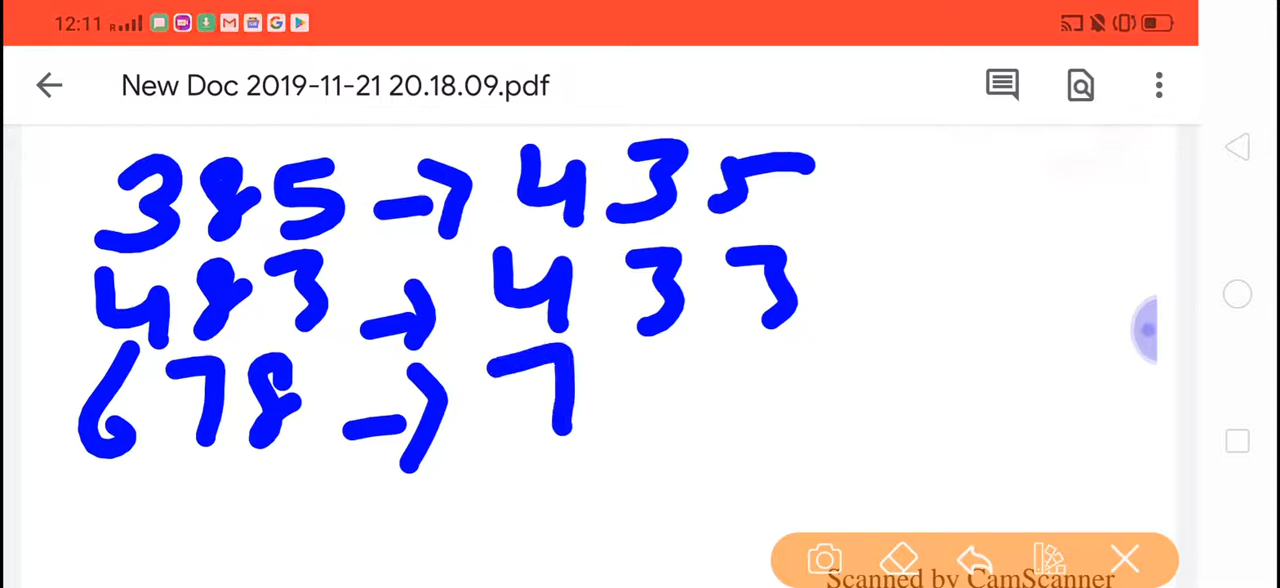 12:11 R
New Doc 2019-11-21 20.18.09.pdf
385 → 435
483 → 433
678 → 7
Scanned by CamScanner